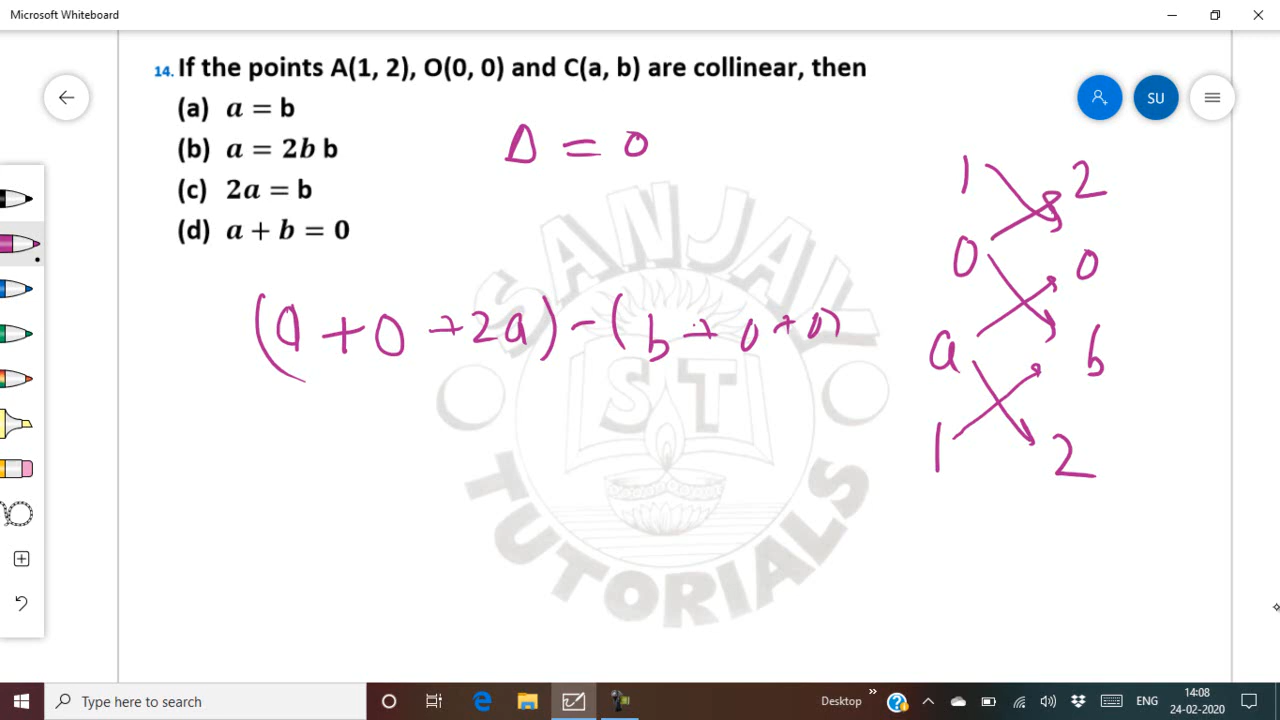 Microsoft Whiteboard
14. If the points A(1, 2), O(0, 0) and C(a, b) are collinear, then
(a) a = b
(b) a = 2b b
(c) 2a = b
(d) a + b = 0
Δ = 0
(0 + 0 + 2a) - (b + 0 + 0)
1 2
0 0
a b
1 2
SU
SANJAY
ST
TUTORIALS
Type here to search
Desktop
ENG
14:08
24-02-2020